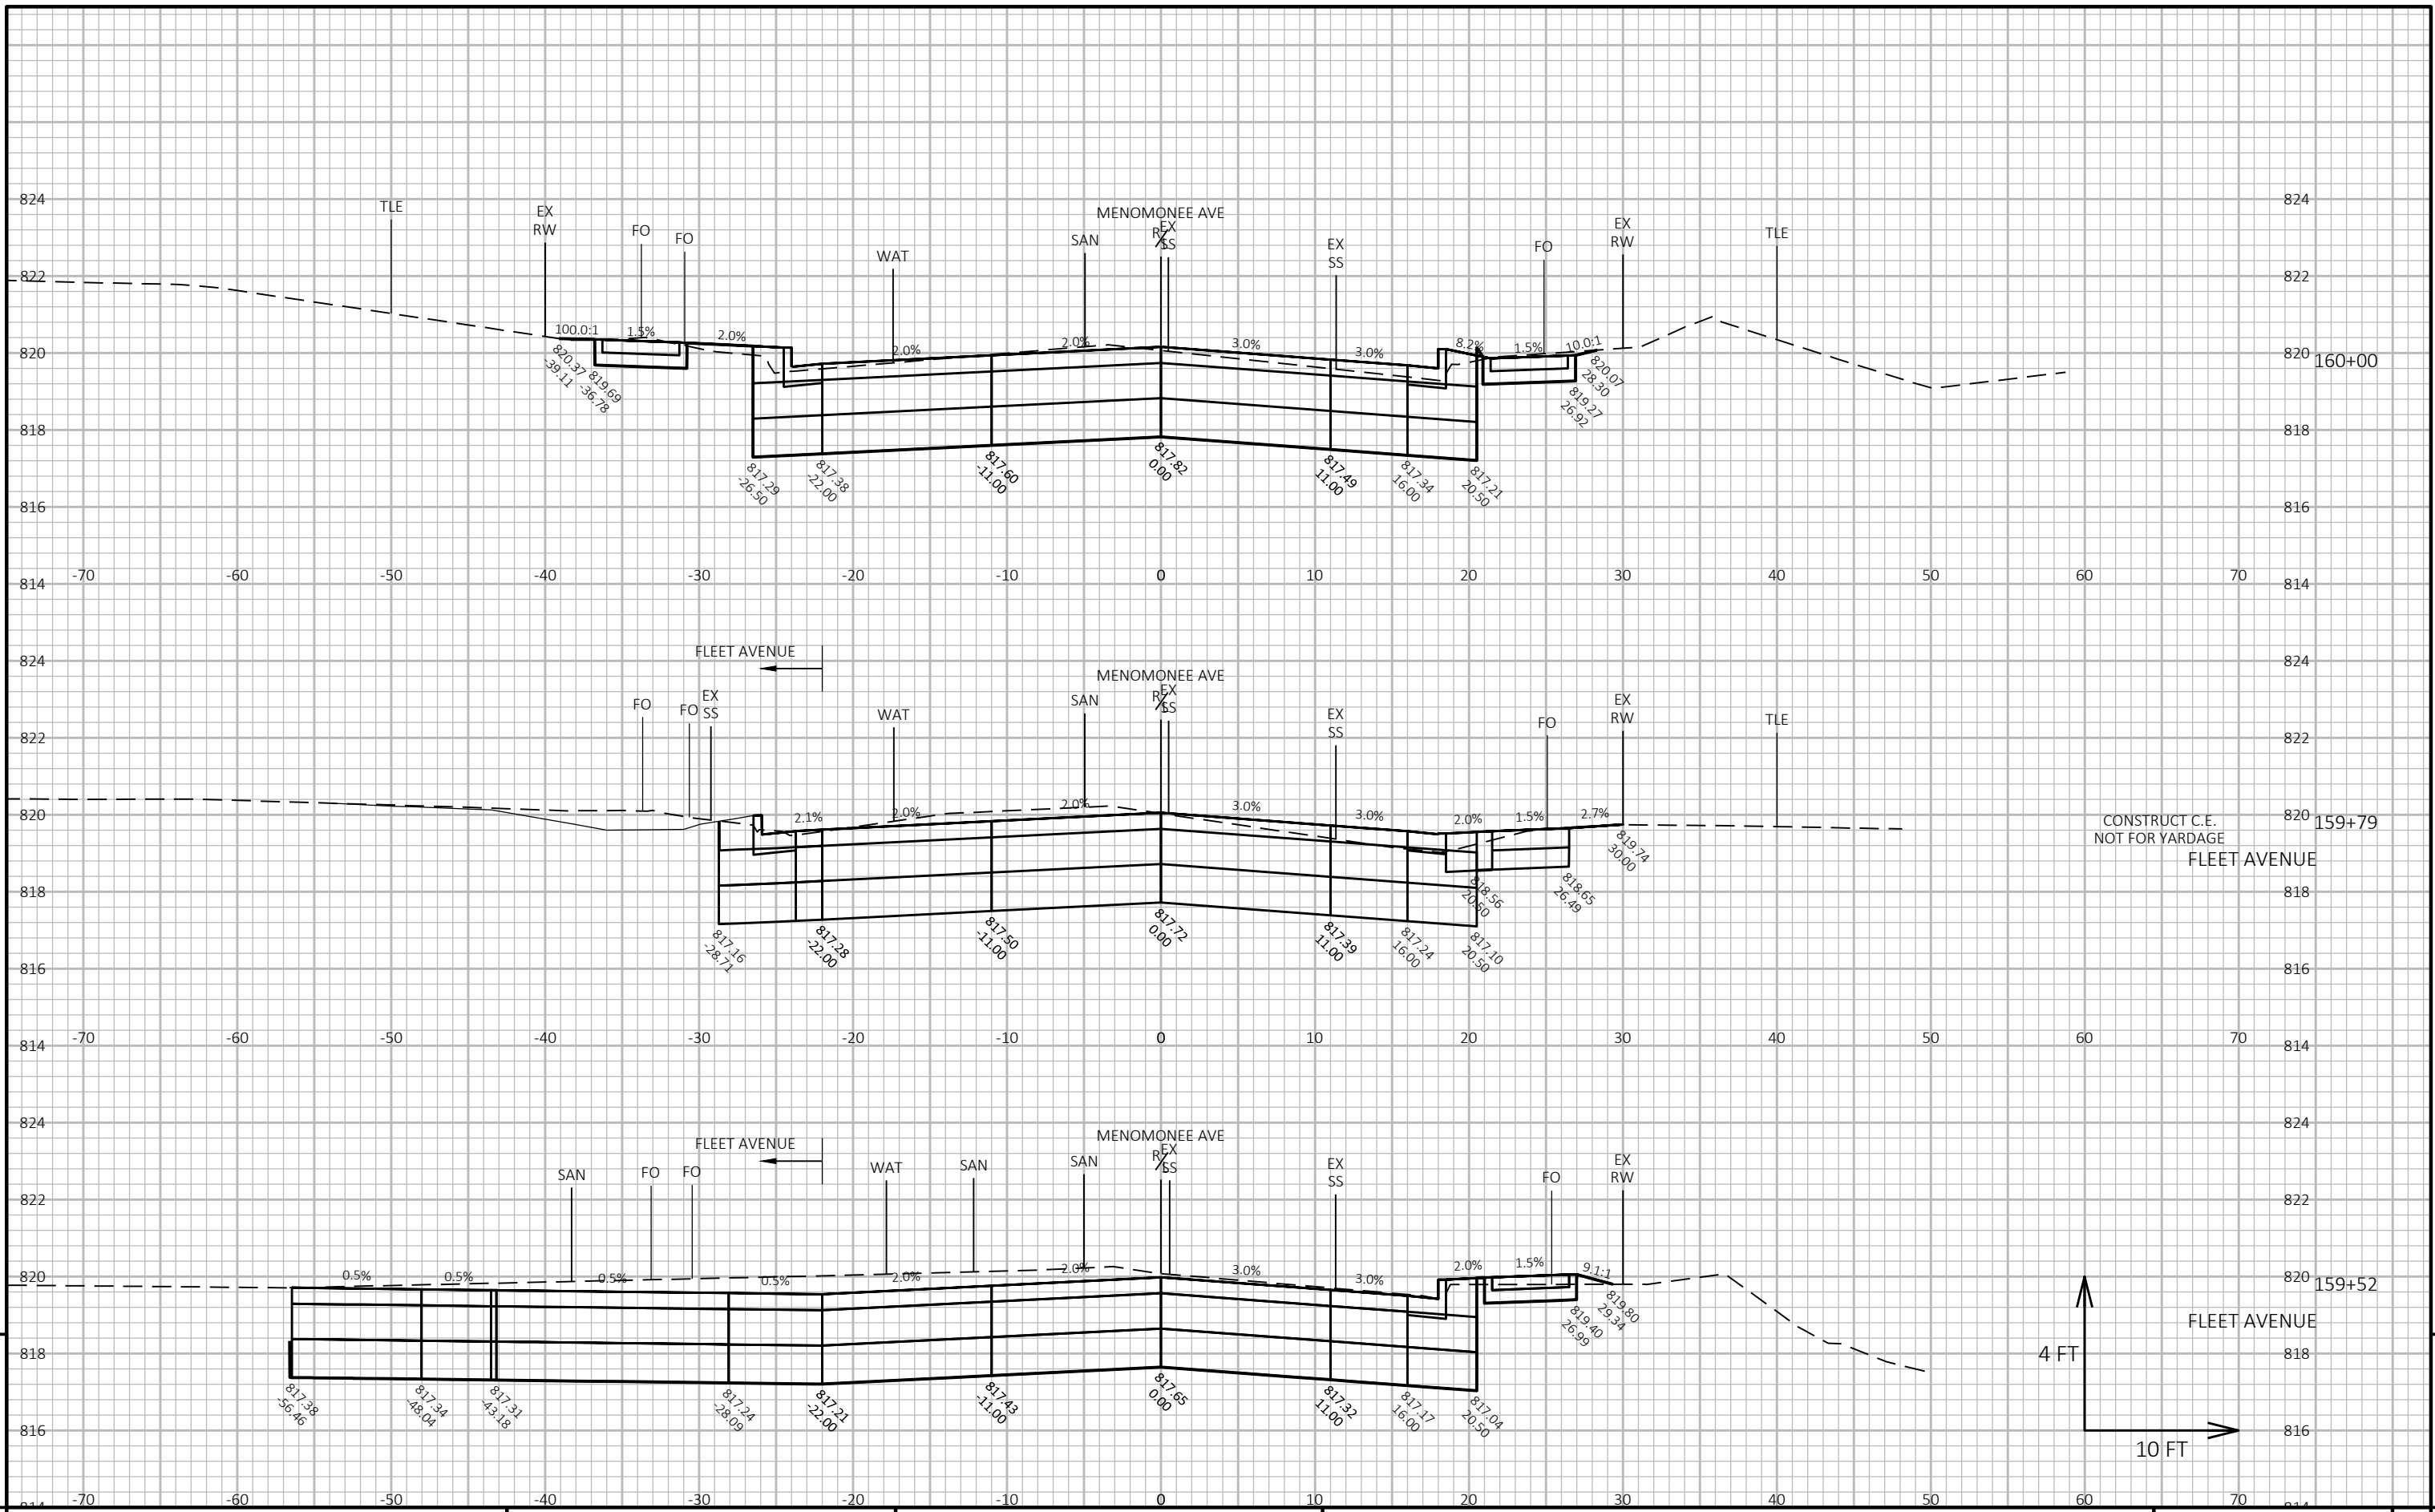 824 824
TLE
EX
RW
FO
FO
WAT
SAN
MENOMONEE AVE
R
EX
SS
EX
SS
FO
EX
RW
TLE
822 822
100.0:1 1.5% 2.0% 2.0% 2.0% 3.0% 3.0% 8.2% 1.5% 10.0:1
820 820
160+00
820.37
-39.11
819.69
-36.78
820.07
28.30
819.27
26.92
818 818
817.29
-26.50
817.38
-22.00
817.60
-11.00
817.82
0.00
817.49
11.00
817.34
16.00
817.21
20.50
816 816
-70 -60 -50 -40 -30 -20 -10 0 10 20 30 40 50 60 70
814 814
824 824
FLEET AVENUE
MENOMONEE AVE
FO
FO
EX
SS
WAT
SAN
R
EX
SS
EX
SS
FO
EX
RW
TLE
822 822
820 820
2.1% 2.0% 2.0% 3.0% 3.0% 2.0% 1.5% 2.7%
CONSTRUCT C.E.
NOT FOR YARDAGE
159+79
FLEET AVENUE
819.74
30.00
818.56
20.50
818.65
26.49
818 818
817.16
-28.71
817.28
-22.00
817.50
-11.00
817.72
0.00
817.39
11.00
817.24
16.00
817.10
20.50
816 816
-70 -60 -50 -40 -30 -20 -10 0 10 20 30 40 50 60 70
814 814
824 824
FLEET AVENUE
MENOMONEE AVE
SAN
FO
FO
WAT
SAN
SAN
R
EX
SS
EX
SS
FO
EX
RW
822 822
820 820
0.5% 0.5% 0.5% 0.5% 2.0% 2.0% 3.0% 3.0% 2.0% 1.5% 9.1:1
159+52
FLEET AVENUE
819.80
29.34
819.40
26.99
818 818
4 FT
817.38
-56.46
817.34
-48.04
817.31
-43.18
817.24
-28.09
817.21
-22.00
817.43
-11.00
817.65
0.00
817.32
11.00
817.17
16.00
817.04
20.50
816 816
10 FT
-70 -60 -50 -40 -30 -20 -10 0 10 20 30 40 50 60 70
814 814